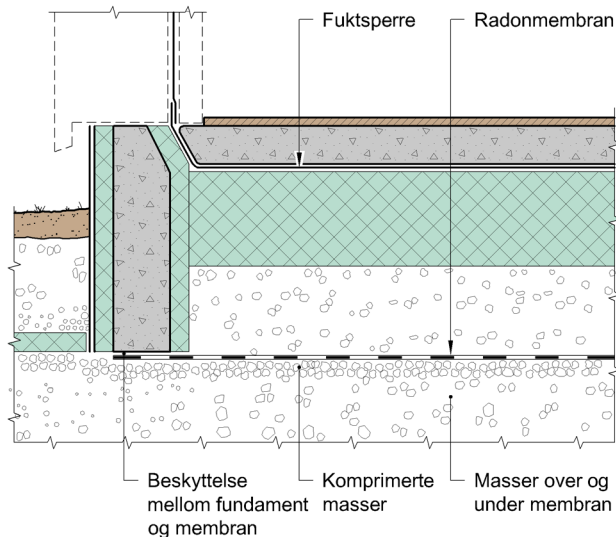 Fuktsperre
Radonmembran
Beskyttelse
mellom fundament
og membran
Komprimerte
masser
Masser over og
under membran